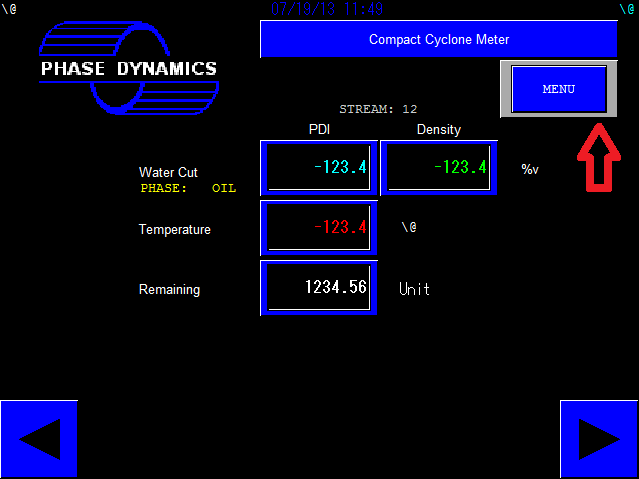 \@ 07/19/13 11:49 \@
PHASE DYNAMICS
Compact Cyclone Meter
MENU
STREAM: 12
PDI Density
Water Cut -123.4 -123.4 %v
PHASE: OIL
Temperature -123.4 \@
Remaining 1234.56 Unit